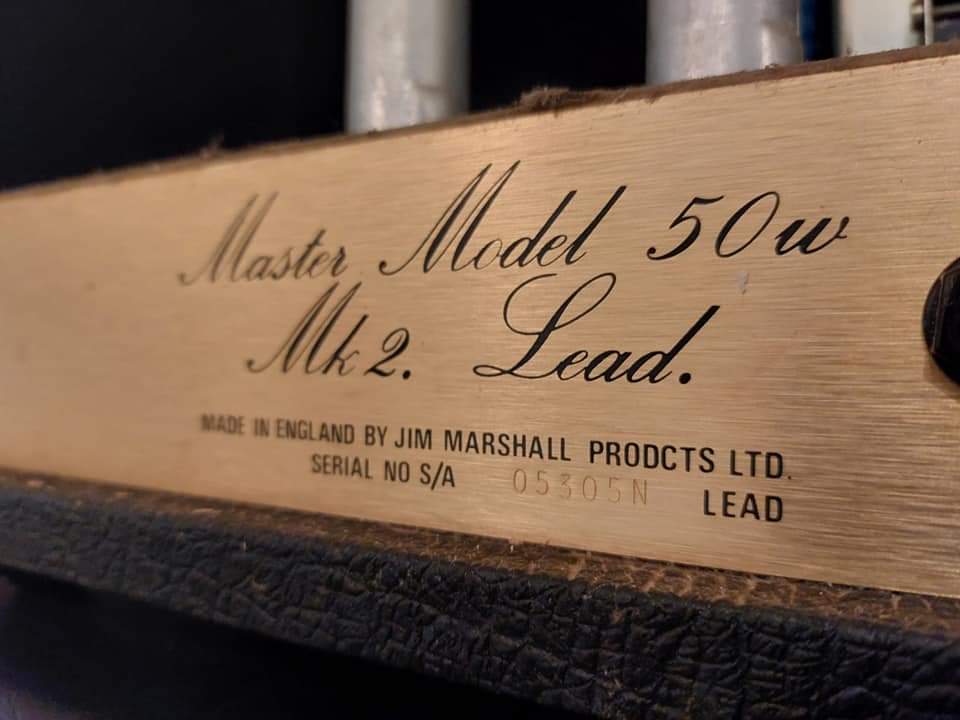 Master Model 50w
Mk2. Lead.
MADE IN ENGLAND BY JIM MARSHALL PRODCTS LTD.
SERIAL NO S/A 05305N LEAD